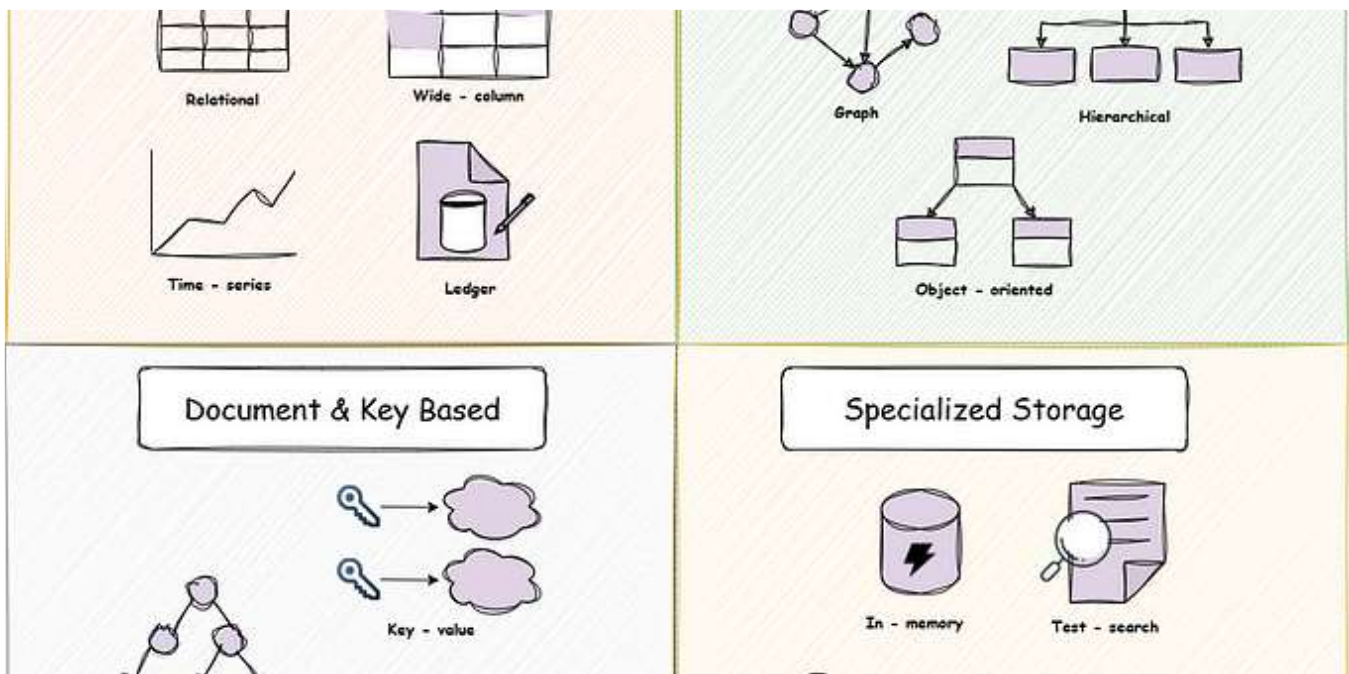 Relational
Wide - column
Graph
Hierarchical
Time - series
Ledger
Object - oriented
Document & Key Based
Specialized Storage
Key - value
In - memory
Test - search